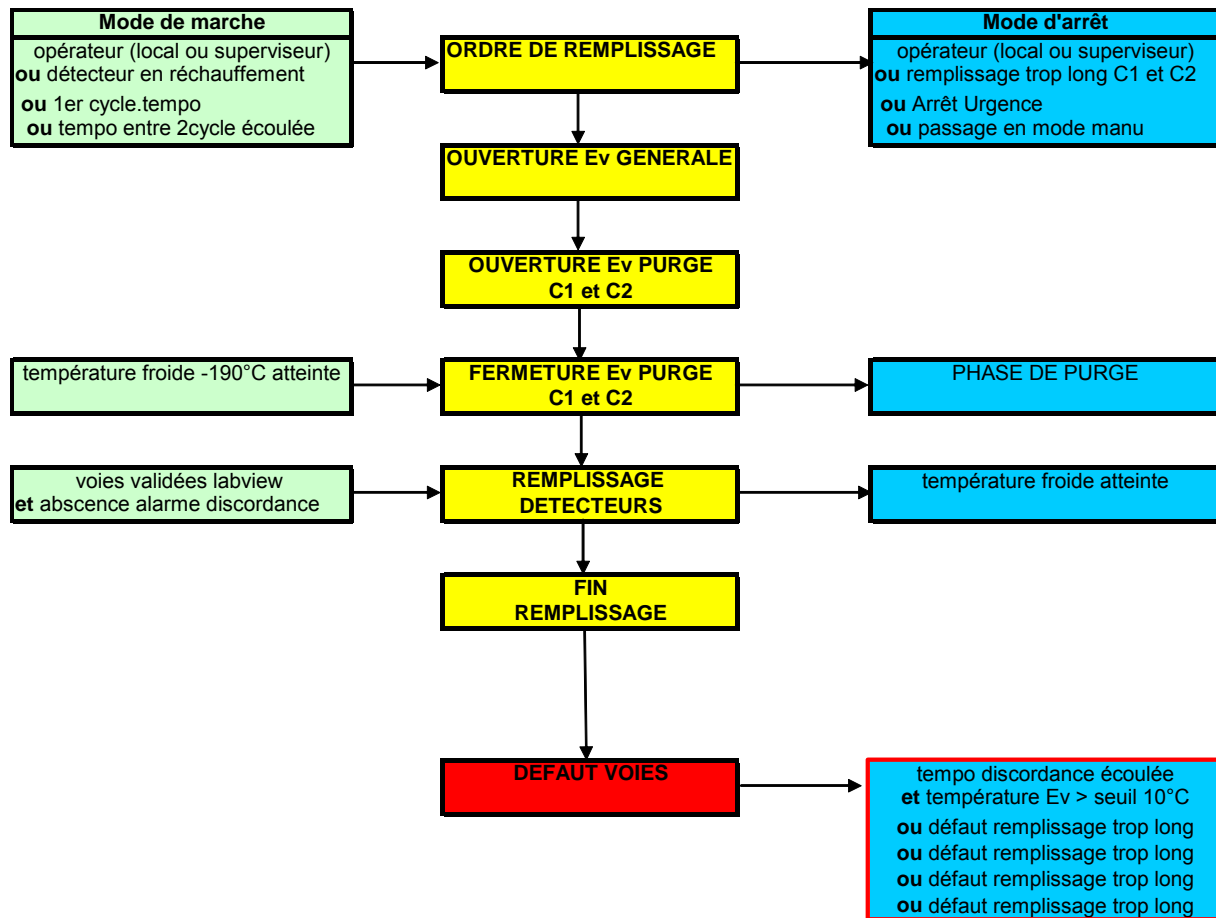 Mode de marche
opérateur (local ou superviseur)
ou détecteur en réchauffement
ou 1er cycle.tempo
ou tempo entre 2cycle écoulée
ORDRE DE REMPLISSAGE
Mode d'arrêt
opérateur (local ou superviseur)
ou remplissage trop long C1 et C2
ou Arrêt Urgence
ou passage en mode manu
OUVERTURE Ev GENERALE
OUVERTURE Ev PURGE
C1 et C2
température froide -190°C atteinte
FERMETURE Ev PURGE
C1 et C2
PHASE DE PURGE
voies validées labview
et abscence alarme discordance
REMPLISSAGE
DETECTEURS
température froide atteinte
FIN
REMPLISSAGE
DEFAUT VOIES
tempo discordance écoulée
et température Ev > seuil 10°C
ou défaut remplissage trop long
ou défaut remplissage trop long
ou défaut remplissage trop long
ou défaut remplissage trop long